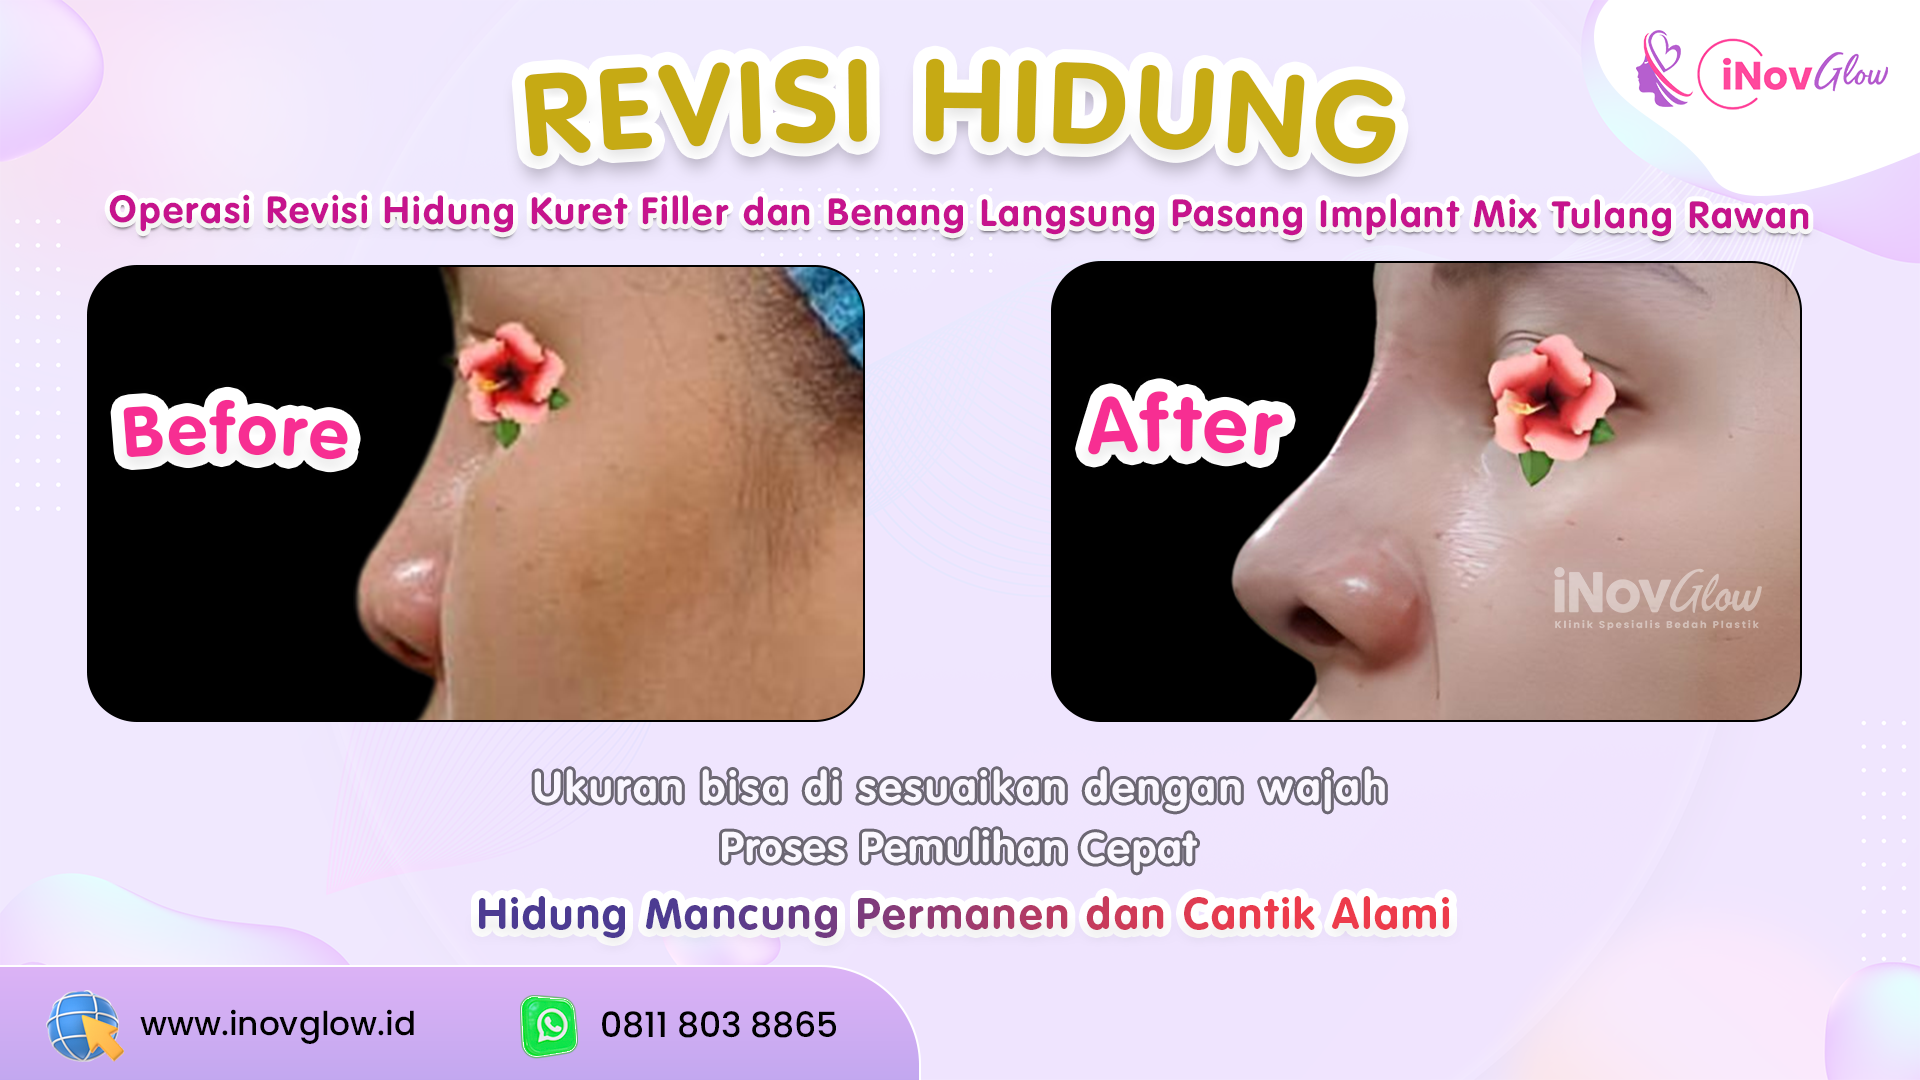 REVISI HIDUNG
iNovGlow
Operasi Revisi Hidung Kuret Filler dan Benang Langsung Pasang Implant Mix Tulang Rawan
Before
After
iNovGlow
Klinik Spesialis Bedah Plastik
Ukuran bisa di sesuaikan dengan wajah
Proses Pemulihan Cepat
Hidung Mancung Permanen dan Cantik Alami
www.inovglow.id
0811 803 8865